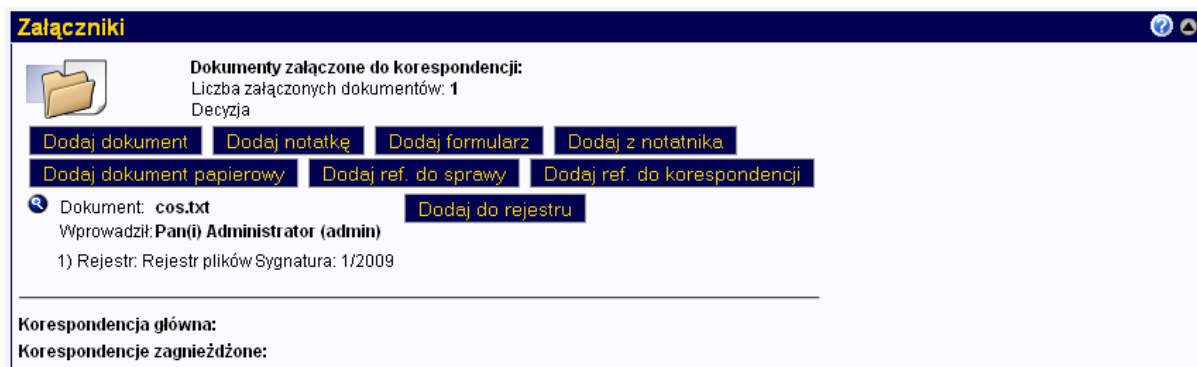 Załączniki
Dokumenty załączone do korespondencji:
Liczba załączonych dokumentów: 1
Decyzja
Dodaj dokument Dodaj notatkę Dodaj formularz Dodaj z notatnika
Dodaj dokument papierowy Dodaj ref. do sprawy Dodaj ref. do korespondencji
Dokument: cos.txt Dodaj do rejestru
Wprowadził: Pan(i) Administrator (admin)
1) Rejestr: Rejestr plików Sygnatura: 1/2009
Korespondencja główna:
Korespondencje zagnieżdżone: